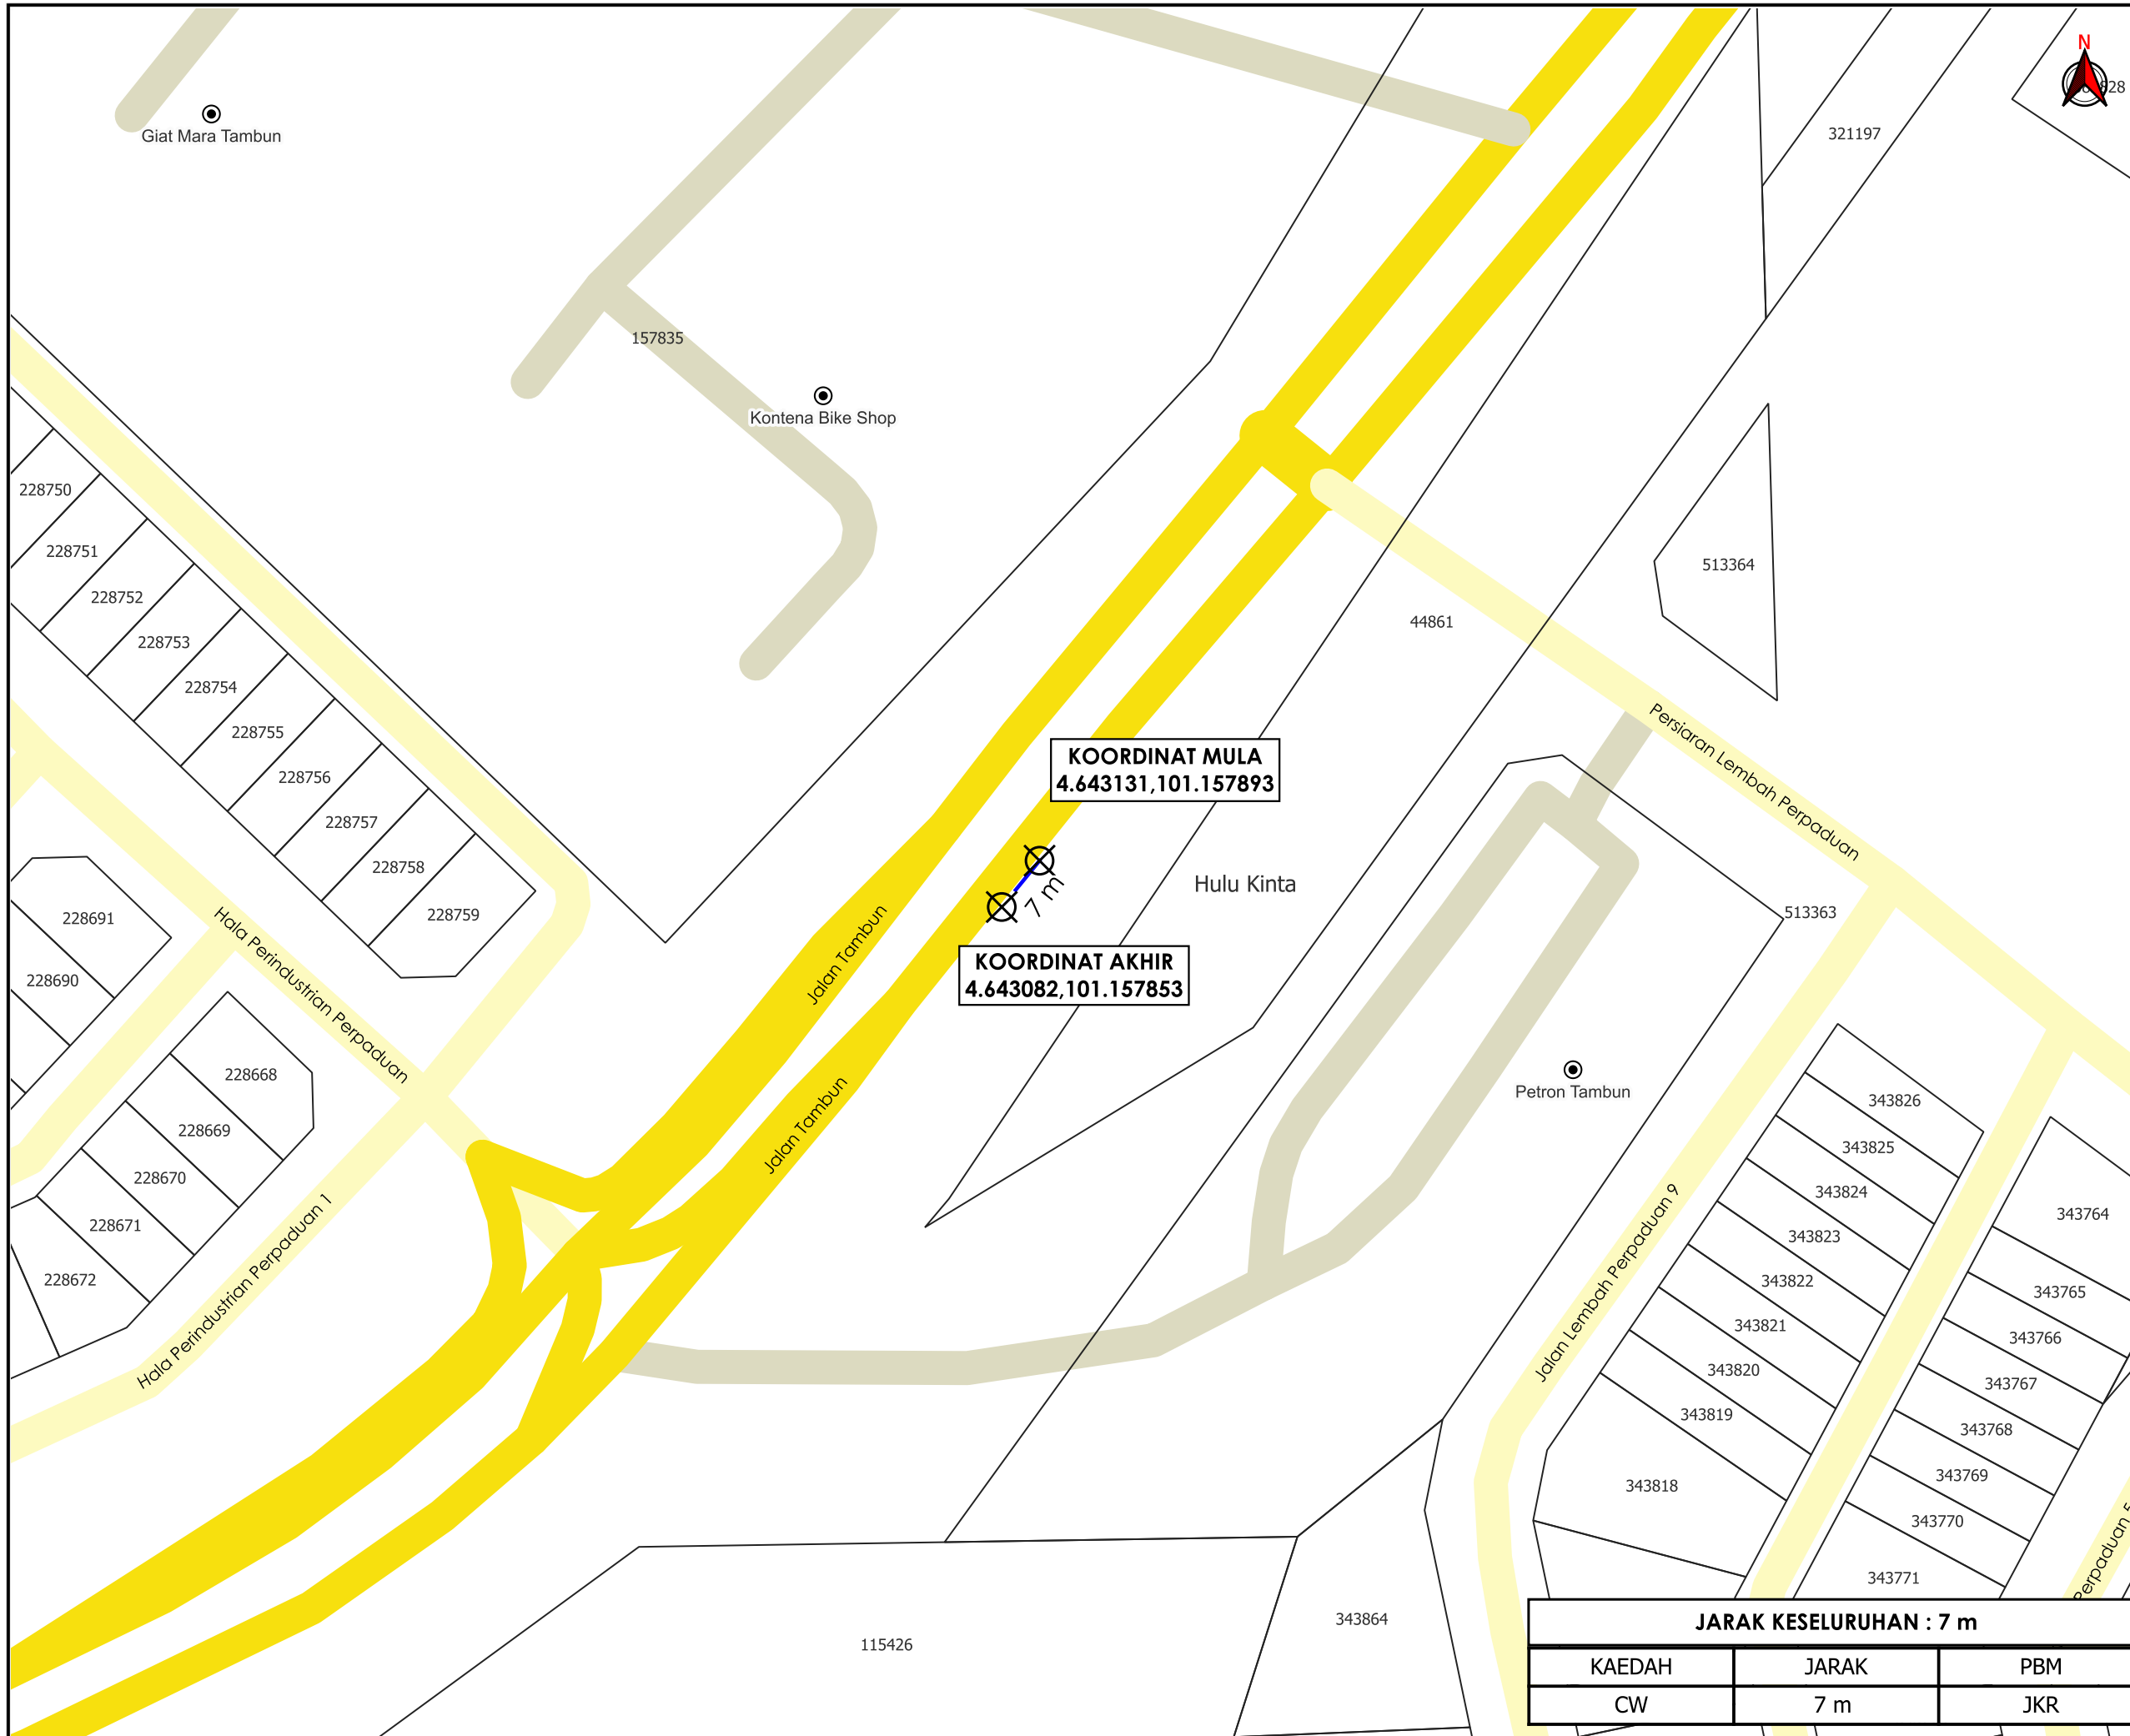 N
828
321197
Giat Mara Tambun
157835
Kontena Bike Shop
228750
228751
228752
228753
228754
228755
228756
228757
228758
228759
513364
44861
Persiaran Lembah Perpaduan
KOORDINAT MULA
4.643131,101.157893
7 m
Hulu Kinta
KOORDINAT AKHIR
4.643082,101.157853
513363
228691
228690
Hala Perindustrian Perpaduan
Jalan Tambun
Jalan Tambun
228668
228669
228670
228671
228672
Hala Perindustrian Perpaduan 1
Petron Tambun
Jalan Lembah Perpaduan 9
343826
343825
343824
343823
343822
343821
343820
343819
343818
343764
343765
343766
343767
343768
343769
343770
343771
Perpaduan
343864
115426
JARAK KESELURUHAN : 7 m
KAEDAH JARAK PBM
CW 7 m JKR